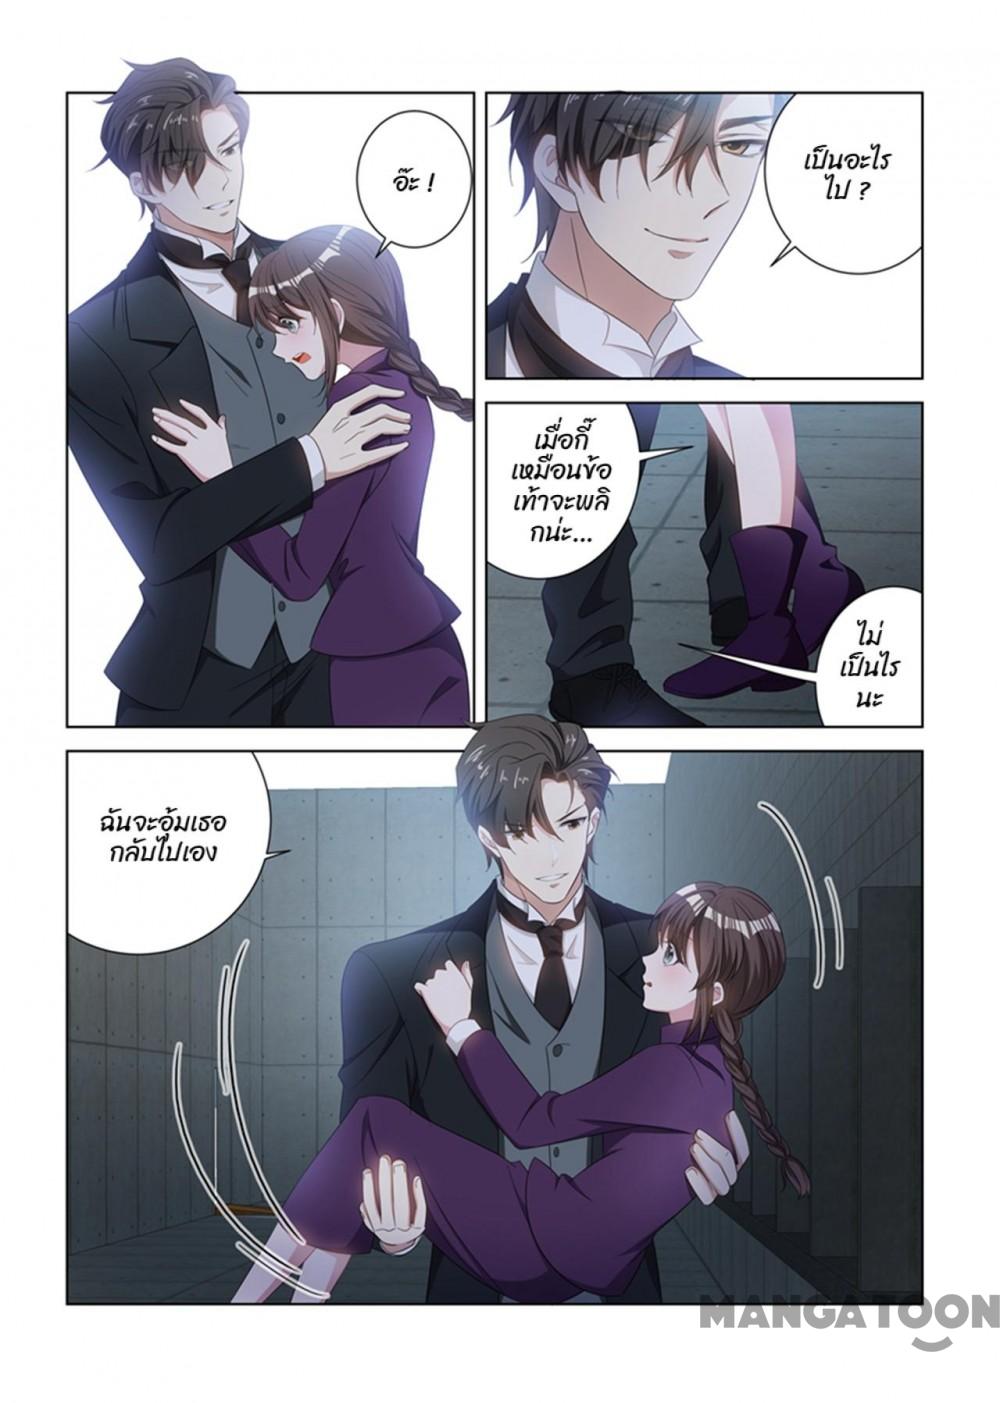 อ๊ะ !
เป็นอะไร
ไป ?
เมื่อกี๊
เหมือนข้อ
เท้าจะพลิ
กน่ะ...
ไม่
เป็นไร
นะ
ฉันจะอุ้มเธอ
กลับไปเอง
MANGATOON